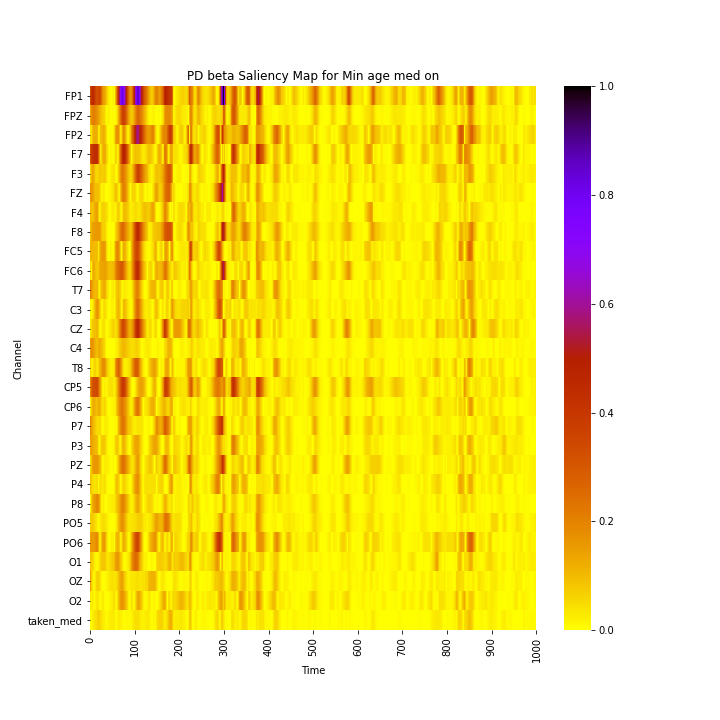 PD beta Saliency Map for Min age med on
FP1
FPZ
FP2
F7
F3
FZ
F4
F8
FC5
FC6
T7
C3
CZ
C4
T8
CP5
CP6
P7
P3
PZ
P4
P8
PO5
PO6
O1
OZ
O2
taken_med
Channel
0
100
200
300
400
500
600
700
800
900
1000
Time
1.0
0.8
0.6
0.4
0.2
0.0